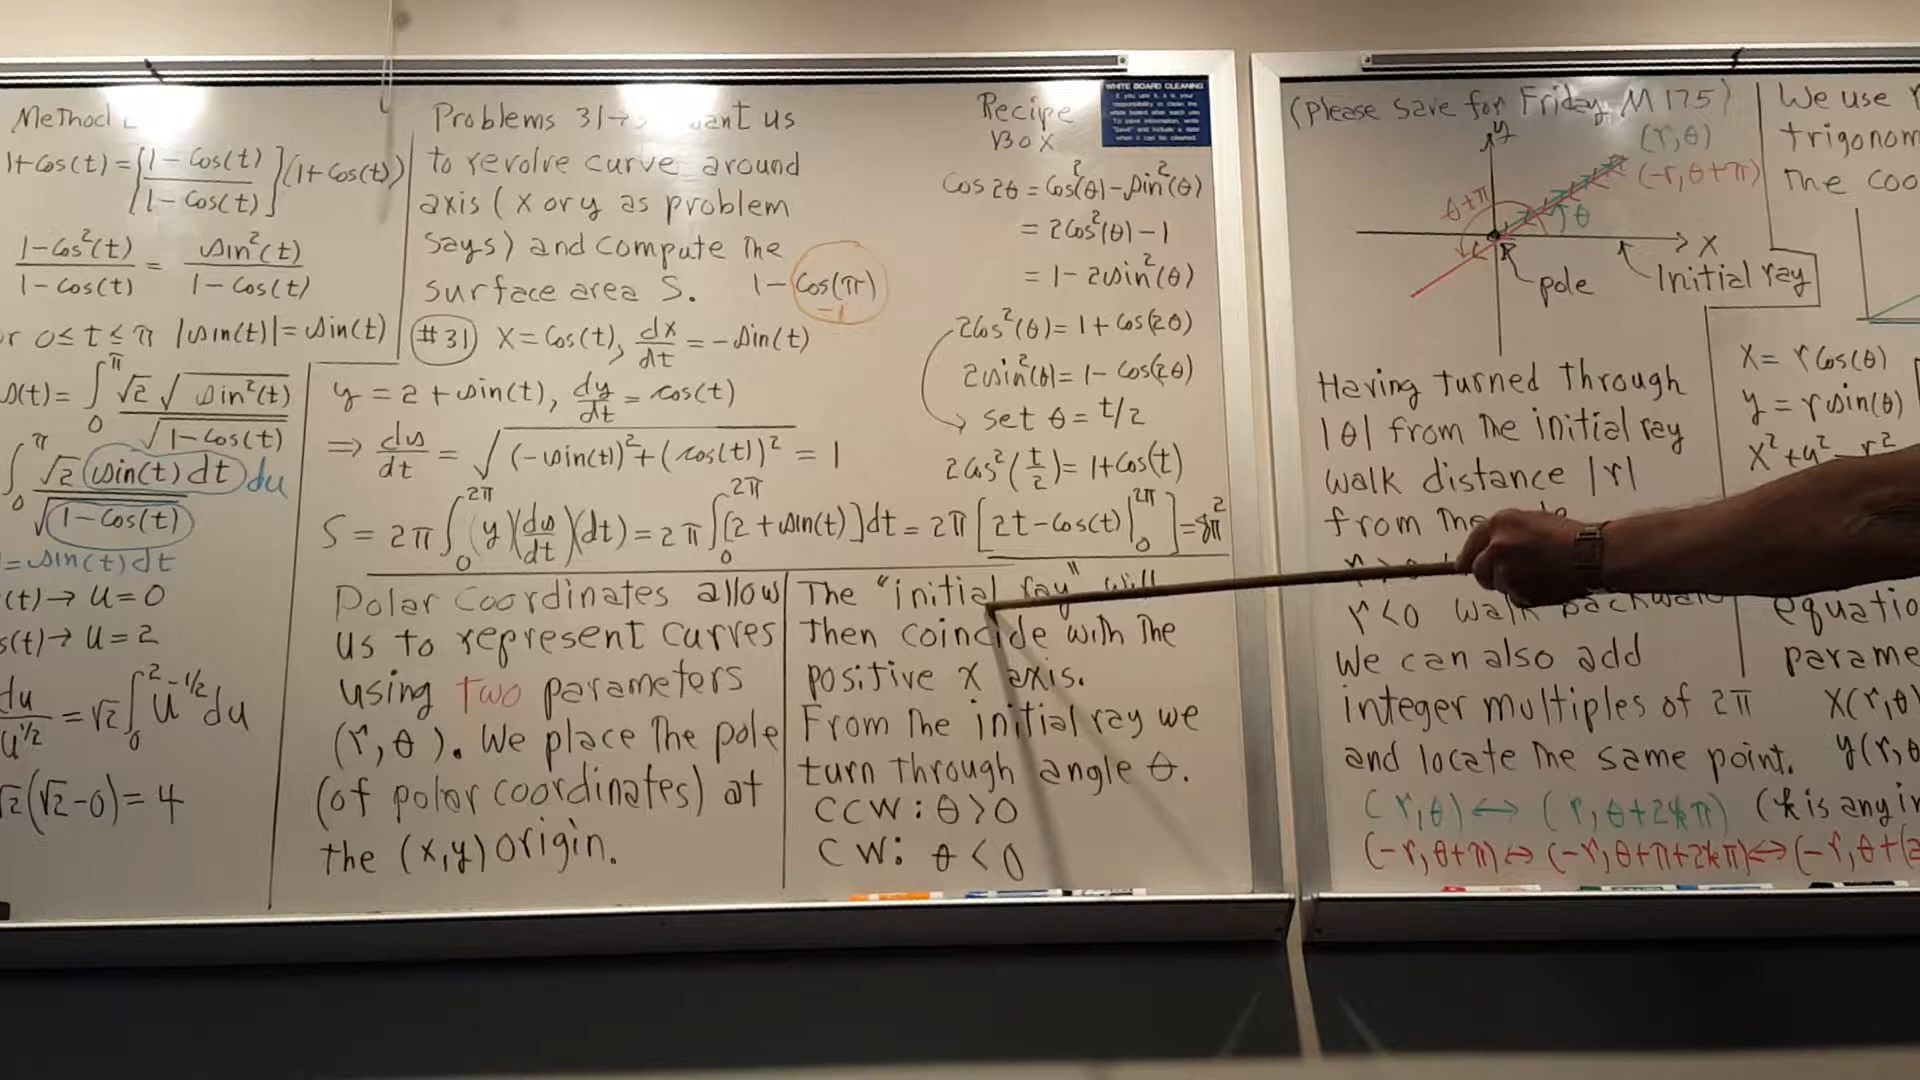 Method
1+Cos(t)=[1-Cos(t)/1-Cos(t)](1+Cos(t))
1-Cos²(t)/1-Cos(t) = sin²(t)/1-Cos(t)
r 0≤t≤π |sin(t)|=sin(t)
s(t)=∫₀^π √2 √sin²(t)/√1-Cos(t)
∫₀^π √2 (sin(t)dt) du/√1-Cos(t)
=sin(t)dt
(t)→u=0
s(t)→u=2
du/u^1/2 = √2∫₀² u^-1/2 du
√2(√2-0)=4
Problems 31→ want us
to revolve curve around
axis (x or y as problem
says) and compute the
surface area S. 1-Cos(π)
-1
#31 X=Cos(t), dx/dt = -sin(t)
y=2+sin(t), dy/dt=cos(t)
⇒ ds/dt = √(-sin(t))²+(cos(t))² = 1
S=2π∫₀^2π (y)(ds/dt)(dt)=2π∫₀^2π[2+sin(t)]dt=2π[2t-cos(t)|₀^2π]=8π²
Recipe
Box
Cos2θ=Cos²(θ)-sin²(θ)
=2Cos²(θ)-1
=1-2sin²(θ)
2Cos²(θ)=1+Cos(2θ)
2sin²(θ)=1-Cos(2θ)
set θ=t/2
2Cos²(t/2)=1+Cos(t)
WHITE BOARD CLEANING
Polar Coordinates allow
us to represent curves
using two parameters
(r,θ). We place the pole
(of polar coordinates) at
the (x,y) origin.
The "initial ray" will
then coincide with the
positive x axis.
From the initial ray we
turn through angle θ.
CCW: θ>0
CW: θ<0
(Please save for Friday, M175)
y
(r,θ)
(-r,θ+π)
θ+π
θ
X
pole
Initial ray
Having turned through
|θ| from the initial ray
walk distance |r|
from the
r<0 walk backward
We can also add
integer multiples of 2π
and locate the same point.
(r,θ)↔(r,θ+2kπ) (k is any in
(-r,θ+π)↔(-r,θ+π+2kπ)↔(-r,θ+(2
We use r
trigonom
the coo
X=rCos(θ)
y=rsin(θ)
X²+y²=r²
equatio
parame
X(r,θ)
y(r,θ